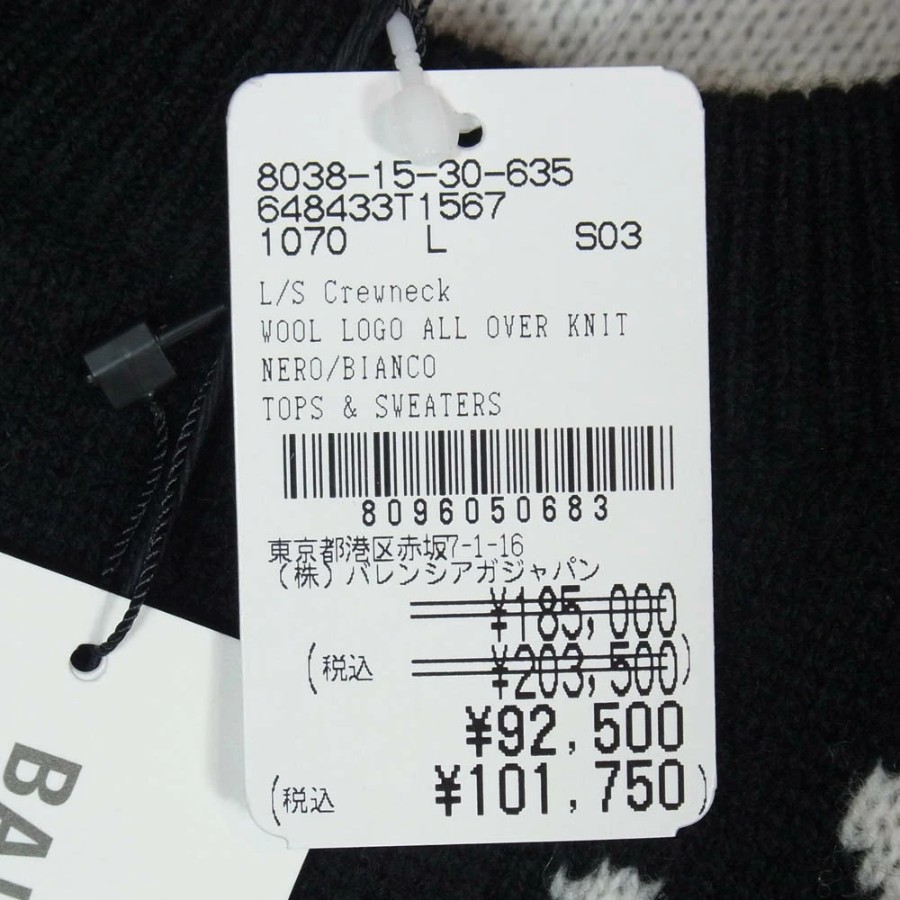 8038-15-30-635
648433T1567
1070 L S03
L/S Crewneck
WOOL LOGO ALL OVER KNIT
NERO/BIANCO
TOPS & SWEATERS
8096050683
東京都港区赤坂7-1-16
(株)バレンシアガジャパン
¥185,000
(税込 ¥203,500)
¥92,500
(税込 ¥101,750)
BAL